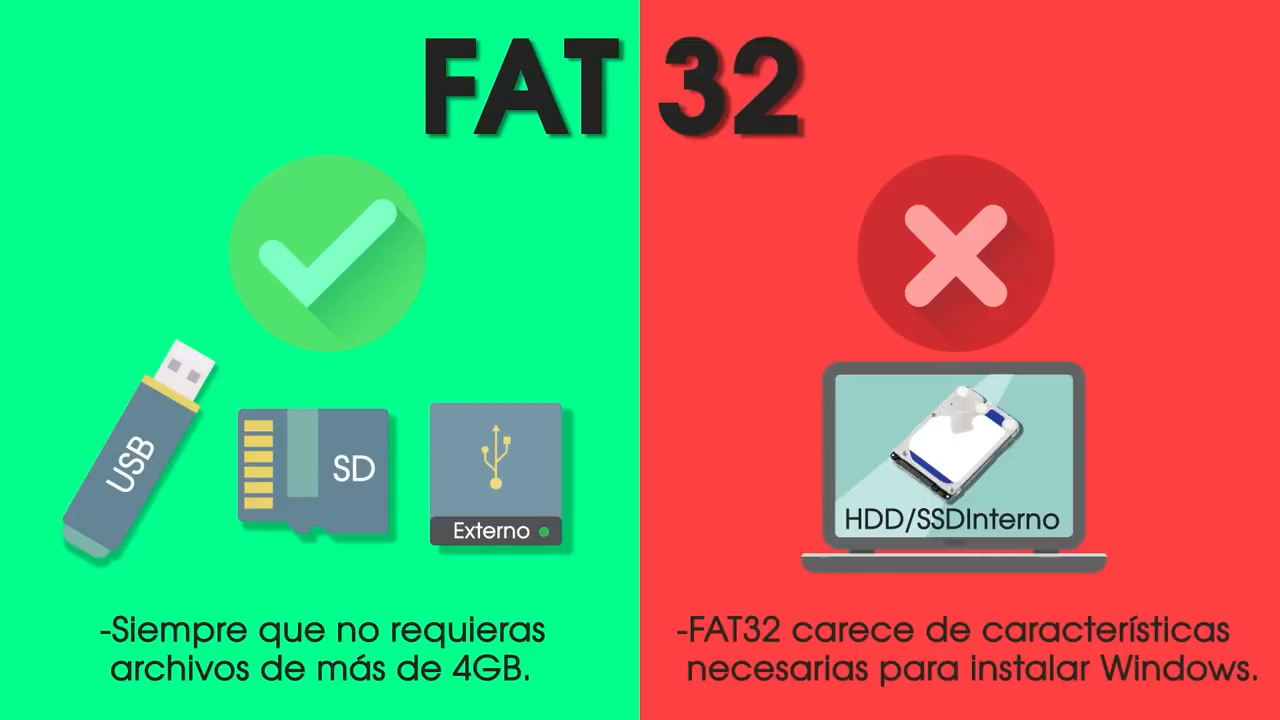 FAT 32
USB
SD
Externo
-Siempre que no requieras
archivos de más de 4GB.
HDD/SSDInterno
-FAT32 carece de características
necesarias para instalar Windows.